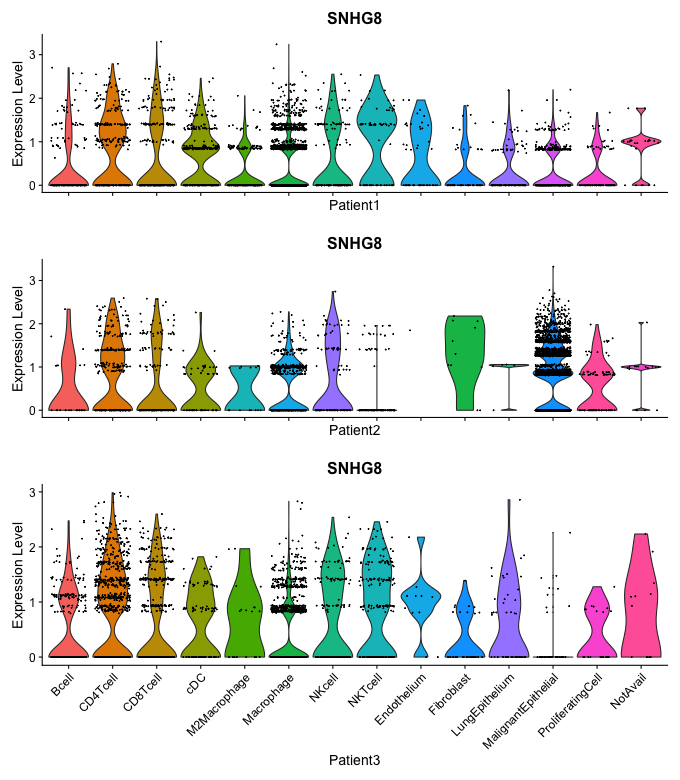 SNHG8
Expression Level
3
2
1
0
Patient1
SNHG8
Expression Level
3
2
1
0
Patient2
SNHG8
Expression Level
3
2
1
0
Bcell
CD4Tcell
CD8Tcell
cDC
M2Macrophage
Macrophage
NKcell
NKTcell
Endothelium
Fibroblast
LungEpithelium
MalignantEpithelial
ProliferatingCell
NotAvail
Patient3